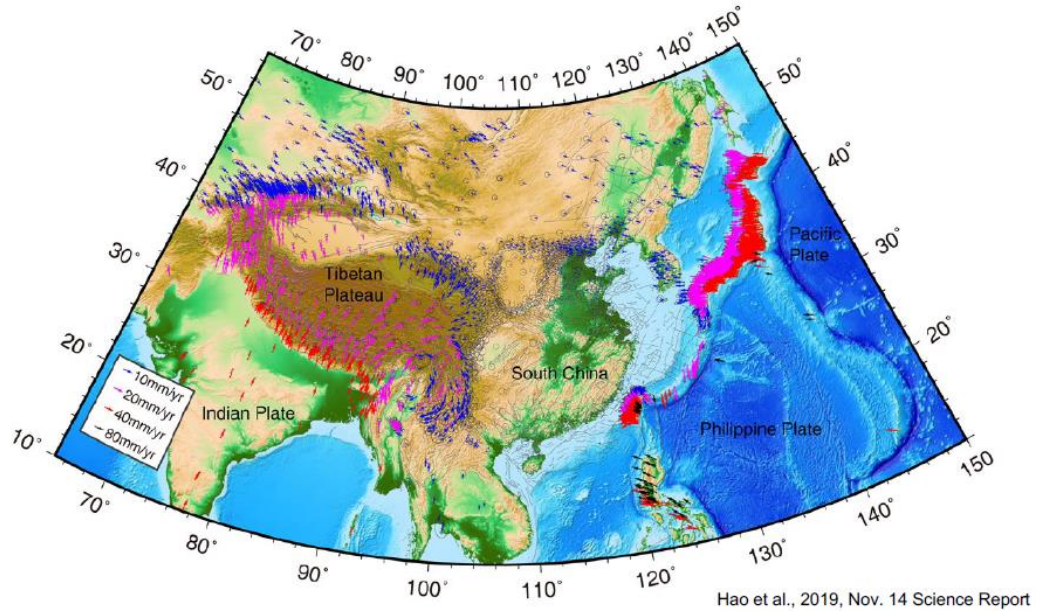 70° 80° 90° 100° 110° 120° 130° 140° 150°
50°
40°
30°
20°
10°
50°
40°
30°
20°
150
70°
80°
90°
100°
110°
120°
130°
140°
Pacific
Plate
Tibetan
Plateau
South China
Philippine Plate
Indian Plate
10mm/yr
20mm/yr
40mm/yr
80mm/yr
Hao et al., 2019, Nov. 14 Science Report